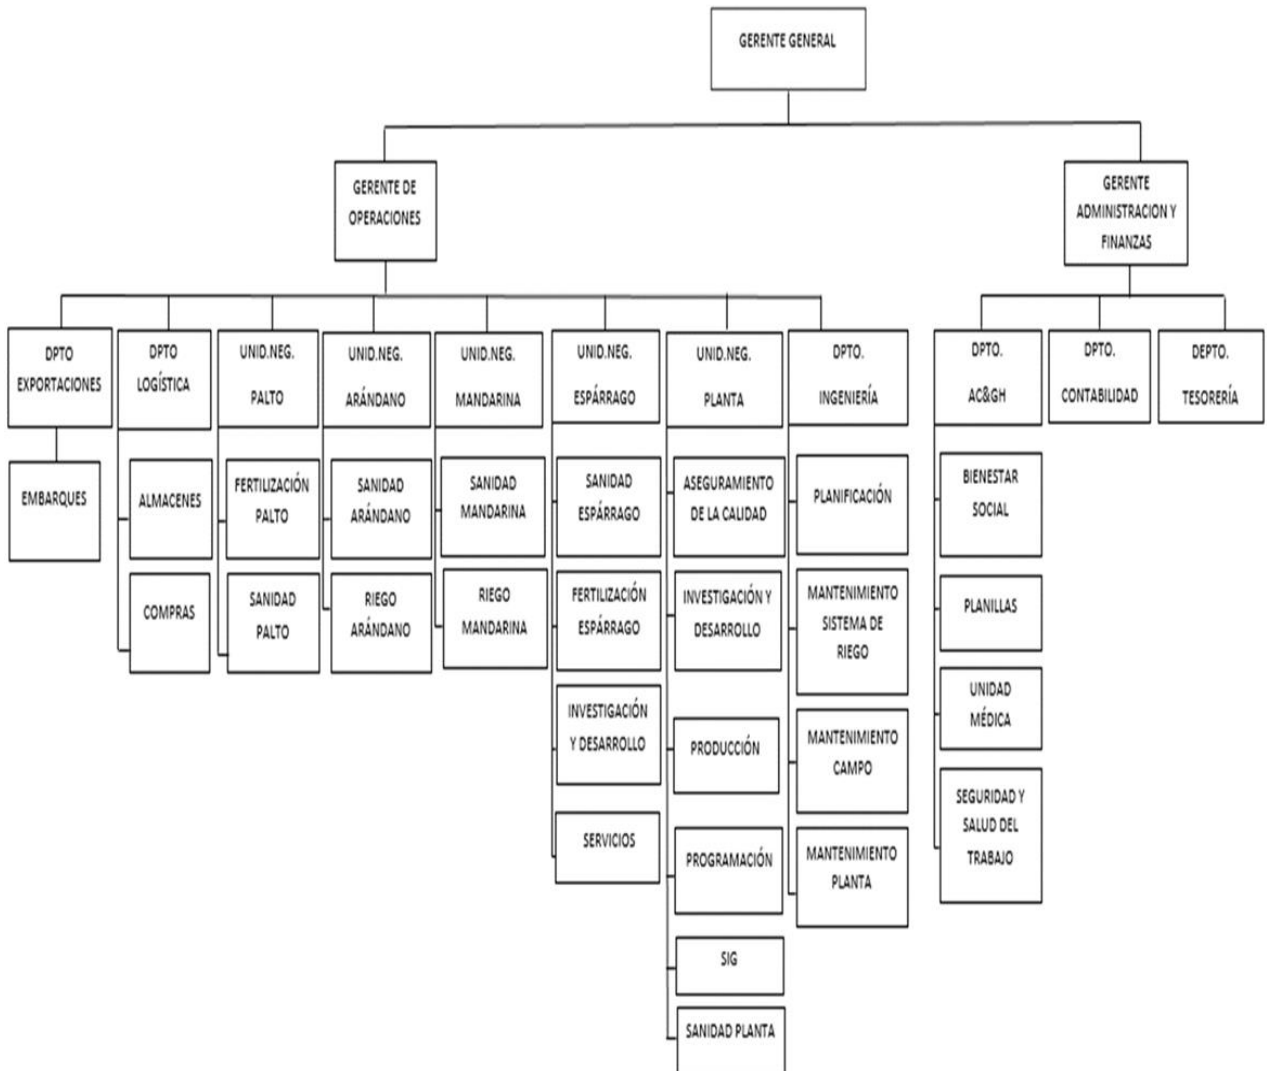 GERENTE GENERAL
GERENTE DE
OPERACIONES
GERENTE
ADMINISTRACION Y
FINANZAS
DPTO
EXPORTACIONES
DPTO
LOGÍSTICA
UNID.NEG.
PALTO
UNID.NEG.
ARÁNDANO
UNID.NEG.
MANDARINA
UNID.NEG.
ESPÁRRAGO
UNID.NEG.
PLANTA
DPTO.
INGENIERÍA
DPTO.
AC&GH
DPTO.
CONTABILIDAD
DEPTO.
TESORERÍA
EMBARQUES
ALMACENES
COMPRAS
FERTILIZACIÓN
PALTO
SANIDAD
PALTO
SANIDAD
ARÁNDANO
RIEGO
ARÁNDANO
SANIDAD
MANDARINA
RIEGO
MANDARINA
SANIDAD
ESPÁRRAGO
FERTILIZACIÓN
ESPÁRRAGO
INVESTIGACIÓN
Y DESARROLLO
SERVICIOS
ASEGURAMIENTO
DE LA CALIDAD
INVESTIGACIÓN Y
DESARROLLO
PRODUCCIÓN
PROGRAMACIÓN
SIG
SANIDAD PLANTA
PLANIFICACIÓN
MANTENIMIENTO
SISTEMA DE
RIEGO
MANTENIMIENTO
CAMPO
MANTENIMIENTO
PLANTA
BIENESTAR
SOCIAL
PLANILLAS
UNIDAD
MÉDICA
SEGURIDAD Y
SALUD DEL
TRABAJO